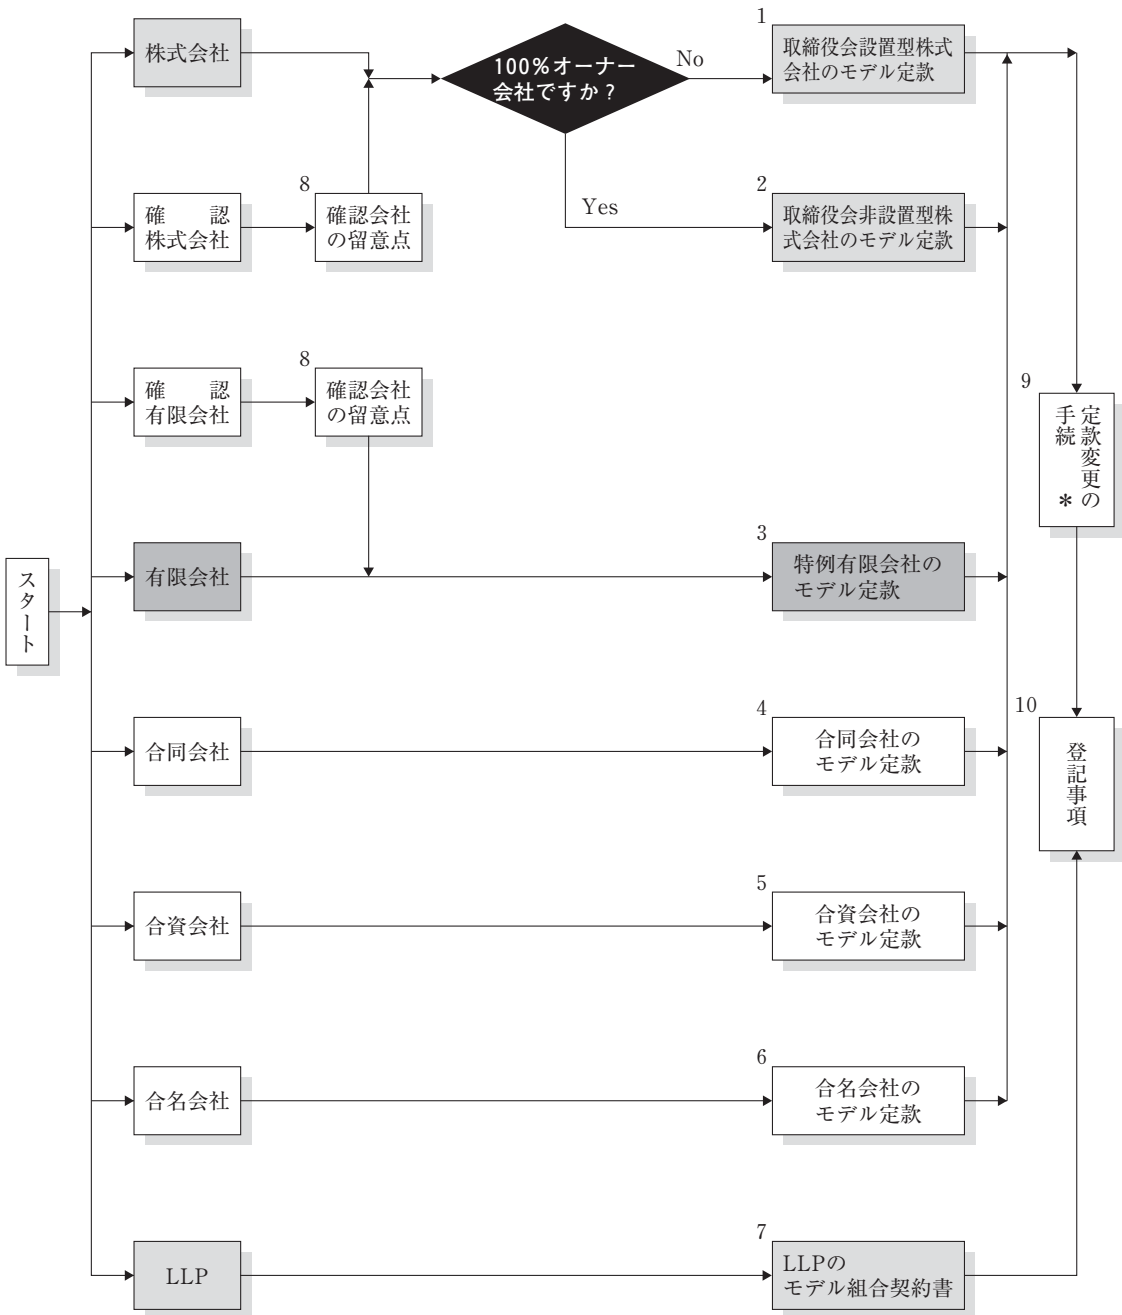 スタート
株式会社
100％オーナー
会社ですか？
No
Yes
1
取締役会設置型株式
会社のモデル定款
確　認
株式会社
8
確認会社
の留意点
2
取締役会非設置型株
式会社のモデル定款
確　認
有限会社
8
確認会社
の留意点
9
定款変更の
手続　＊
有限会社
3
特例有限会社の
モデル定款
合同会社
4
合同会社の
モデル定款
10
登記事項
合資会社
5
合資会社の
モデル定款
合名会社
6
合名会社の
モデル定款
LLP
7
LLPの
モデル組合契約書